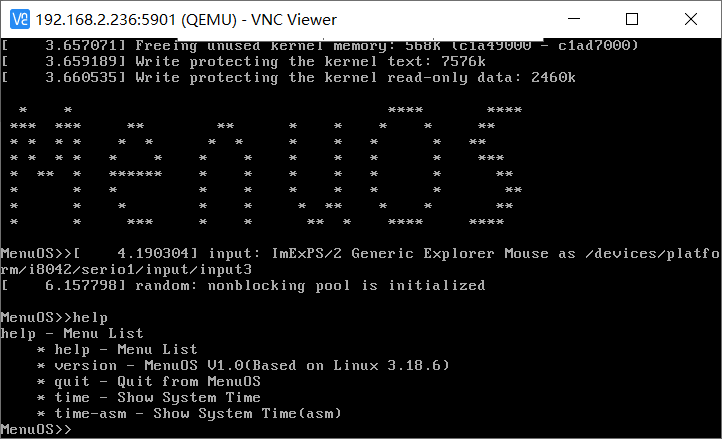 192.168.2.236:5901 (QEMU) - VNC Viewer
[    3.657071] Freeing unused kernel memory: 568K (c1a49000 - c1ad7000)
[    3.659189] Write protecting the kernel text: 7576k
[    3.660535] Write protecting the kernel read-only data: 2460k
MenuOS
MenuOS>>[    4.190304] input: ImExPS/2 Generic Explorer Mouse as /devices/platfo
rm/i8042/serio1/input/input3
[    6.157798] random: nonblocking pool is initialized
MenuOS>>help
help - Menu List
    * help - Menu List
    * version - MenuOS V1.0(Based on Linux 3.18.6)
    * quit - Quit from MenuOS
    * time - Show System Time
    * time-asm - Show System Time(asm)
MenuOS>>